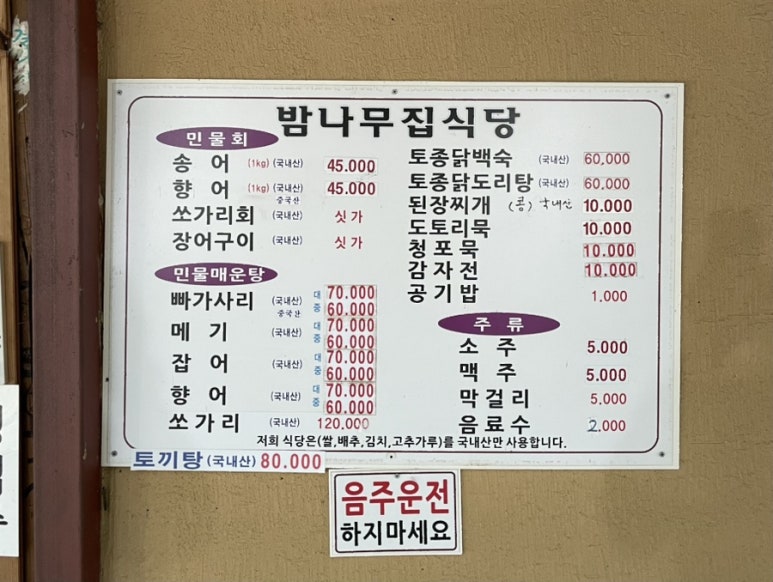 밤나무집식당
민물회
송 어 (1kg) (국내산) 45.000
향 어 (1kg) (국내산) 45.000
중국산
쏘가리회 (국내산) 싯가
장어구이 (국내산) 싯가
민물매운탕
빠가사리 (국내산) 대 70.000
중국산 중 60.000
메 기 (국내산) 대 70.000
중 60.000
잡 어 (국내산) 대 70.000
중 60.000
향 어 (국내산) 대 70.000
중 60.000
쏘가리 (국내산) 120.000
토종닭백숙 (국내산) 60,000
토종닭도리탕 (국내산) 60,000
된장찌개 (콩) 국내산 10.000
도토리묵 10.000
청포묵 10.000
감자전 10.000
공기밥 1.000
주 류
소 주 5.000
맥 주 5.000
막걸리 5.000
음료수 2.000
저희 식당은(쌀,배추,김치,고추가루)를 국내산만 사용합니다.
토끼탕 (국내산) 80.000
음주운전
하지마세요